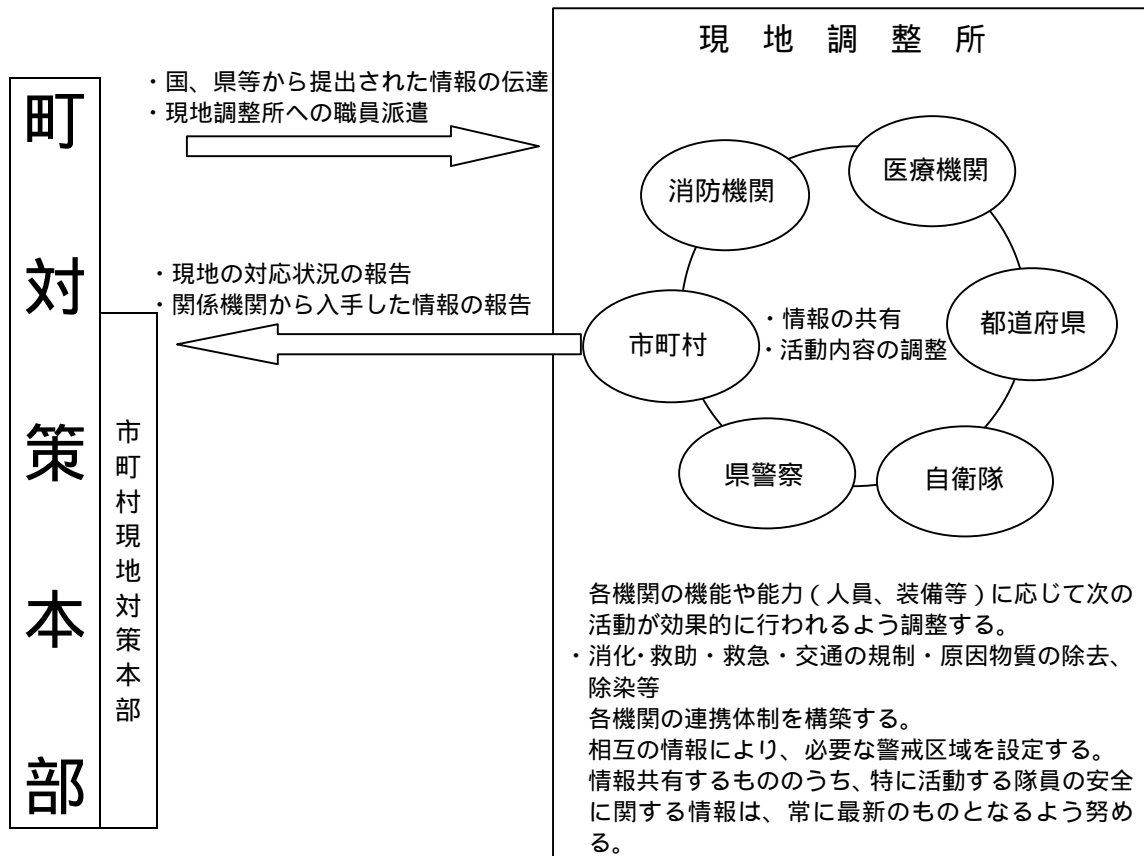 町対策本部
市町村現地対策本部
・国、県等から提出された情報の伝達
・現地調整所への職員派遣
・現地の対応状況の報告
・関係機関から入手した情報の報告
現地調整所
消防機関
医療機関
市町村
・情報の共有
・活動内容の調整
都道府県
県警察
自衛隊
各機関の機能や能力(人員、装備等)に応じて次の
活動が効果的に行われるよう調整する。
・消化・救助・救急・交通の規制・原因物質の除去、
除染等
各機関の連携体制を構築する。
相互の情報により、必要な警戒区域を設定する。
情報共有するもののうち、特に活動する隊員の安全
に関する情報は、常に最新のものとなるよう努め
る。